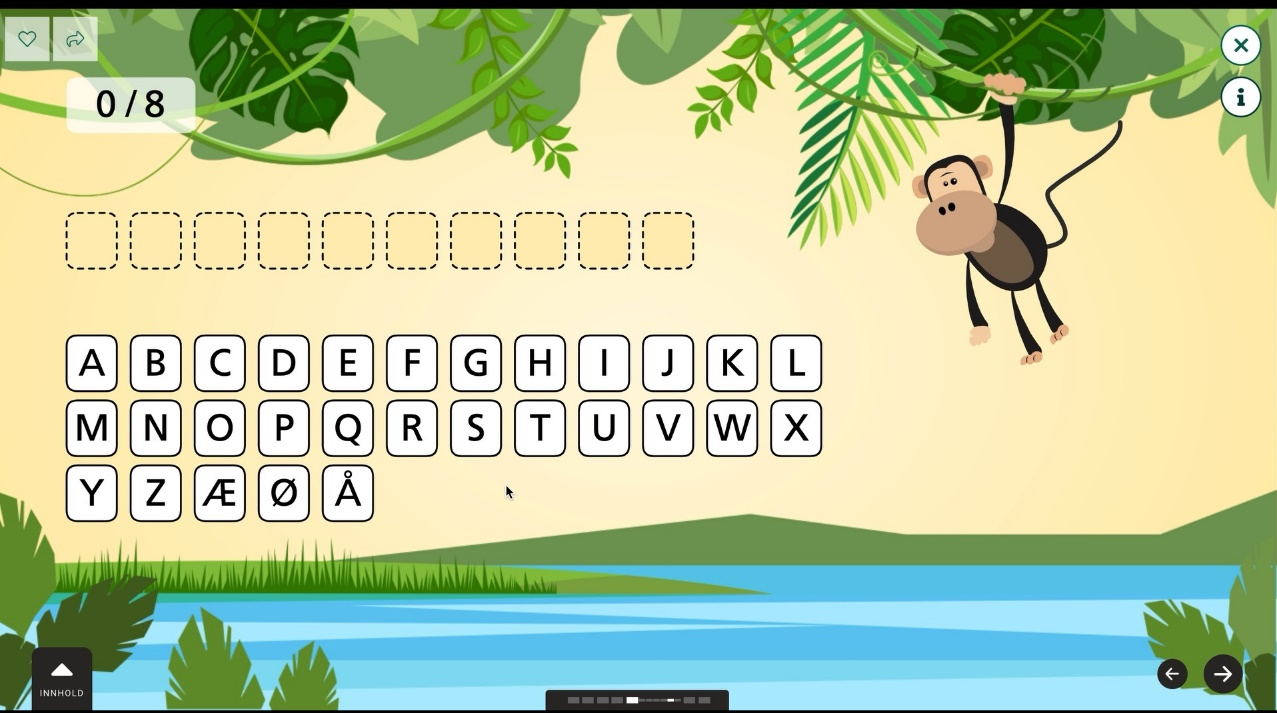 0 / 8
A B C D E F G H I J K L
M N O P Q R S T U V W X
Y Z Æ Ø Å
INNHOLD